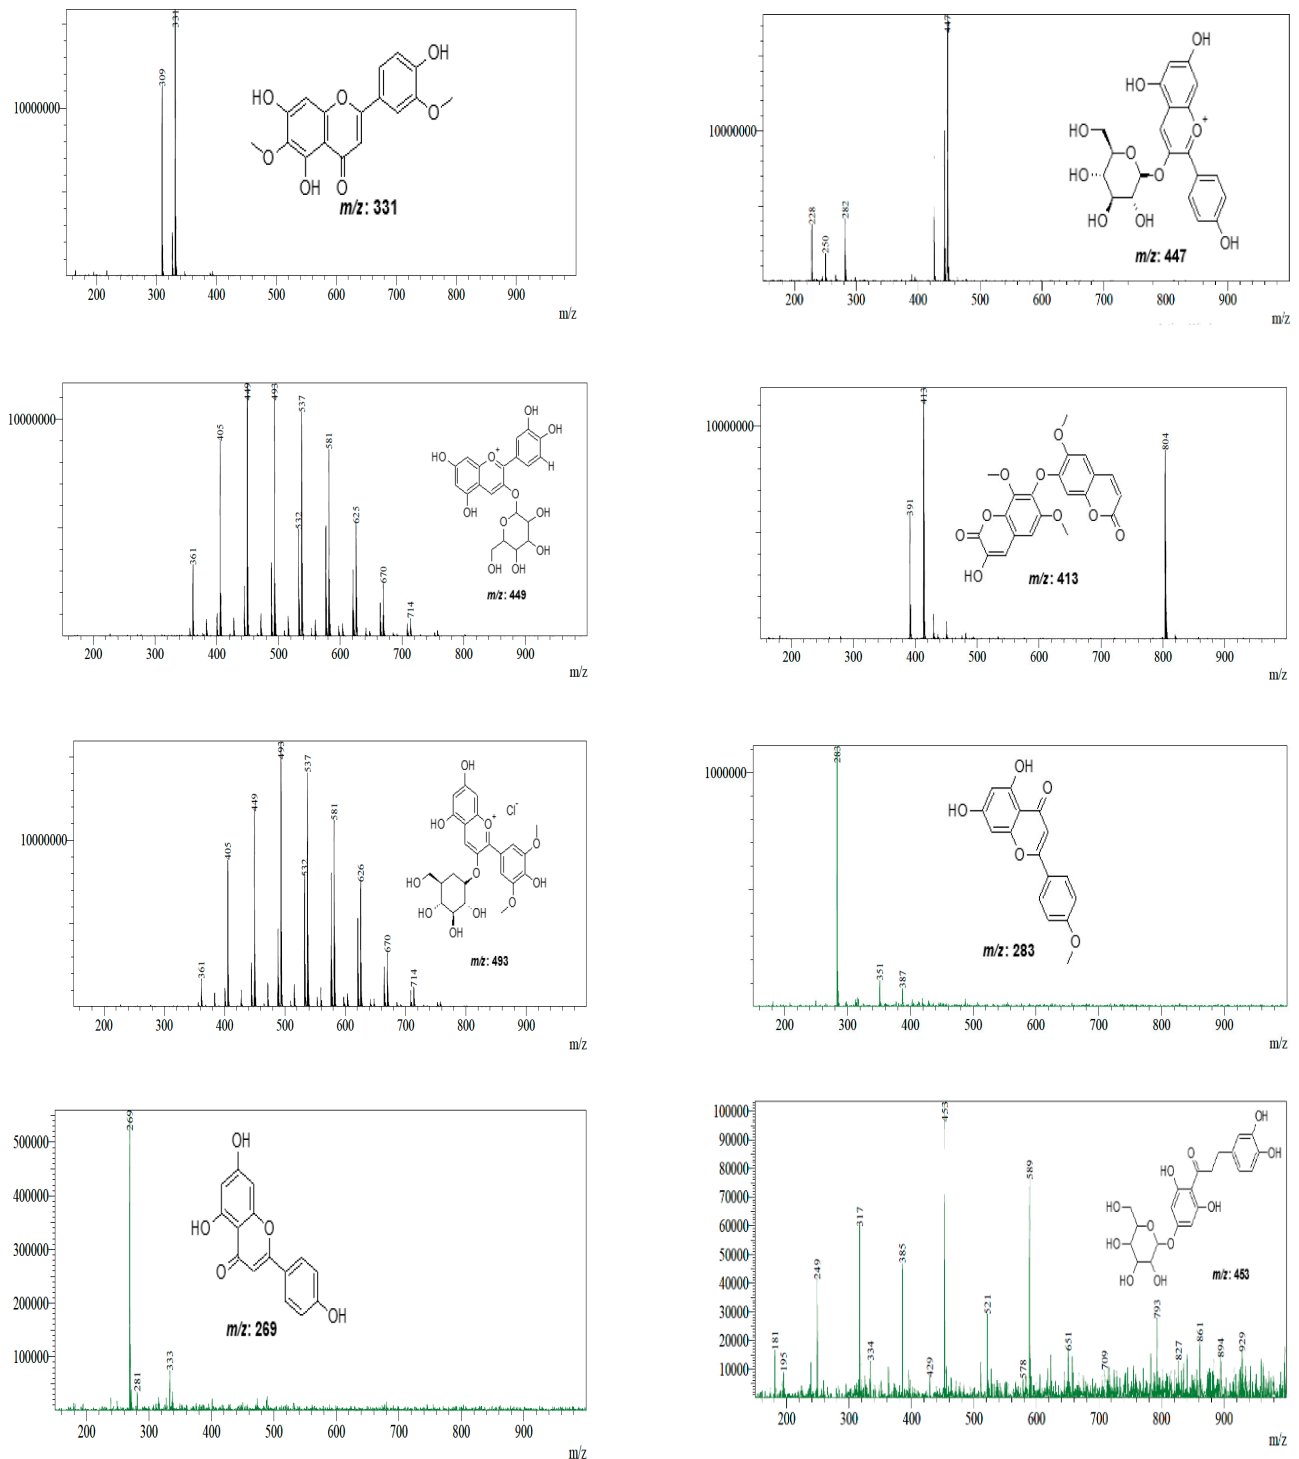 331
309
10000000
OH
HO
O
O
O
OH
O
m/z: 331
200 300 400 500 600 700 800 900
m/z
447
10000000
228
250
282
OH
OH
O
+
HO
O
HO
O
HO
OH
OH
m/z: 447
200 300 400 500 600 700 800 900
m/z
10000000
361
405
449
493
532
537
581
625
670
714
OH
OH
HO
O
+
H
O
OH
O
OH
OH
HO OH
m/z: 449
200 300 400 500 600 700 800 900
m/z
10000000
391
413
804
O
O
O
O
O
O
O
O
O
HO
m/z: 413
200 300 400 500 600 700 800 900
m/z
10000000
361
405
449
493
532
537
581
626
670
714
OH
OH
O
+
Cl-
O
O
OH
O
HO
HO
OH
OH
m/z: 493
200 300 400 500 600 700 800 900
m/z
1000000
283
351
387
OH
O
HO
O
O
m/z: 283
200 300 400 500 600 700 800 900
m/z
500000
400000
300000
200000
100000
269
281
333
OH
HO
O
O
OH
m/z: 269
200 300 400 500 600 700 800 900
m/z
100000
90000
80000
70000
60000
50000
40000
30000
20000
10000
181
195
249
317
334
385
429
453
521
578
589
651
709
793
827
861
894
929
OH
OH
O
HO
OH
HO
O
O
HO
HO OH
m/z: 453
200 300 400 500 600 700 800 900
m/z